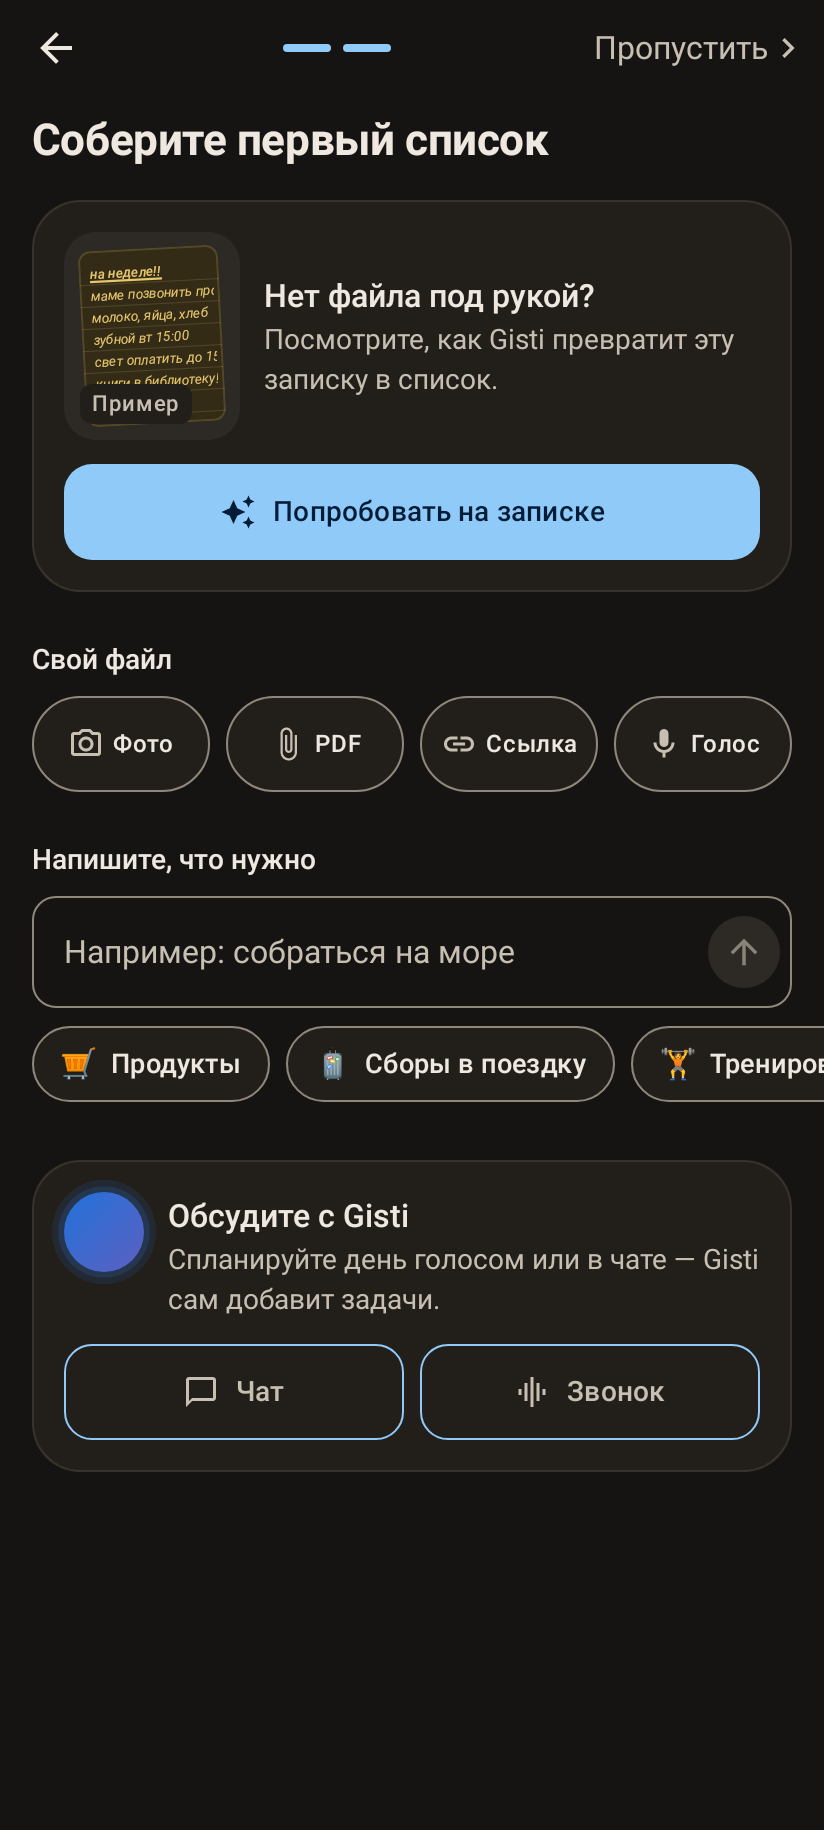 Пропустить
Соберите первый список
на неделе!!
маме позвонить
молоко, яйца, хлеб
зубной вт 15:00
свет оплатить до
книги в библиотеку!
Пример
Нет файла под рукой?
Посмотрите, как Gisti превратит эту
записку в список.
Попробовать на записке
Свой файл
Фото
PDF
Ссылка
Голос
Напишите, что нужно
Например: собраться на море
Продукты
Сборы в поездку
Обсудите с Gisti
Спланируйте день голосом или в чате — Gisti
сам добавит задачи.
Чат
Звонок